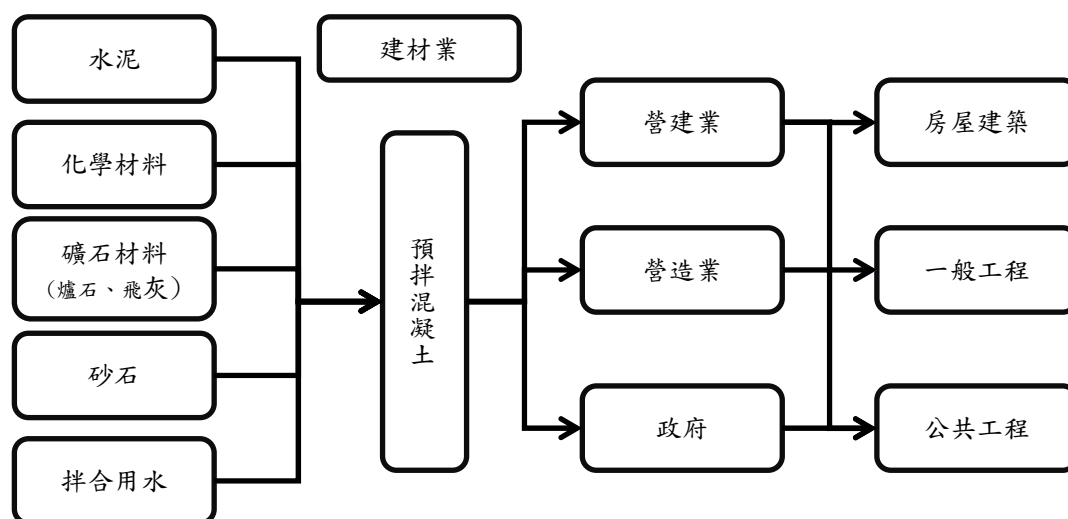 水泥
化學材料
礦石材料
(爐石、飛灰)
砂石
拌合用水
建材業
預拌混凝土
營建業
營造業
政府
房屋建築
一般工程
公共工程